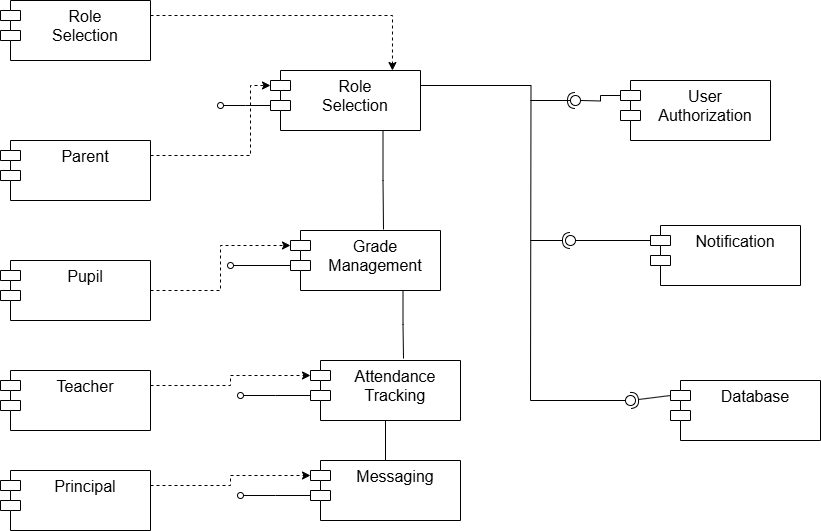 Role
Selection
Role
Selection
User
Authorization
Parent
Grade
Management
Notification
Pupil
Attendance
Tracking
Teacher
Database
Messaging
Principal